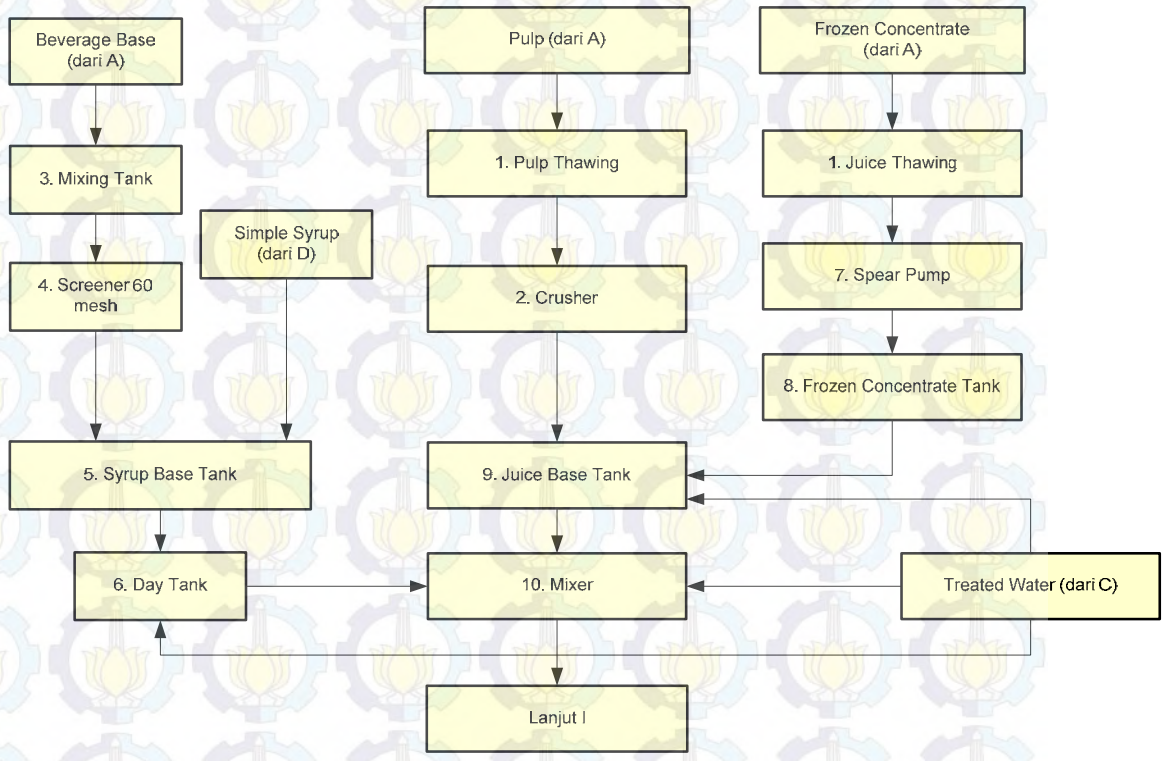 Beverage Base
(dari A)
Pulp (dari A)
Frozen Concentrate
(dari A)
3. Mixing Tank
1. Pulp Thawing
1. Juice Thawing
Simple Syrup
(dari D)
4. Screener 60
mesh
2. Crusher
7. Spear Pump
8. Frozen Concentrate Tank
5. Syrup Base Tank
9. Juice Base Tank
6. Day Tank
10. Mixer
Treated Water (dari C)
Lanjut I